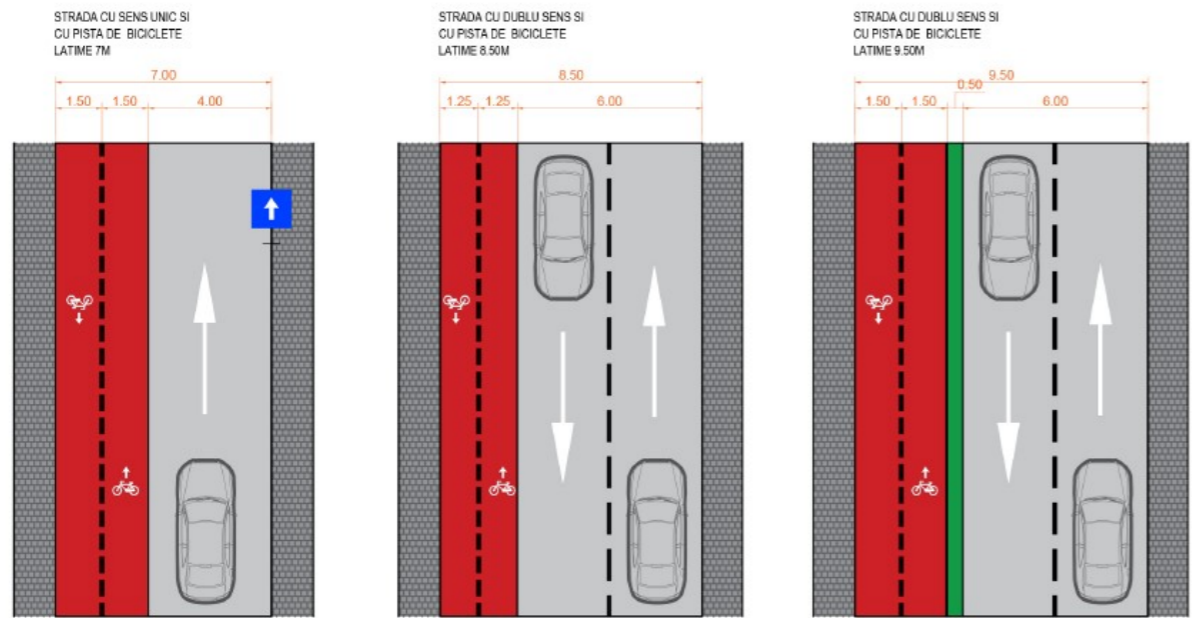 STRADA CU SENS UNIC SI
CU PISTA DE BICICLETE
LATIME 7M
7.00
1.50 1.50 4.00
STRADA CU DUBLU SENS SI
CU PISTA DE BICICLETE
LATIME 8.50M
8.50
1.25 1.25 6.00
STRADA CU DUBLU SENS SI
CU PISTA DE BICICLETE
LATIME 9.50M
9.50
0.50
1.50 1.50 6.00